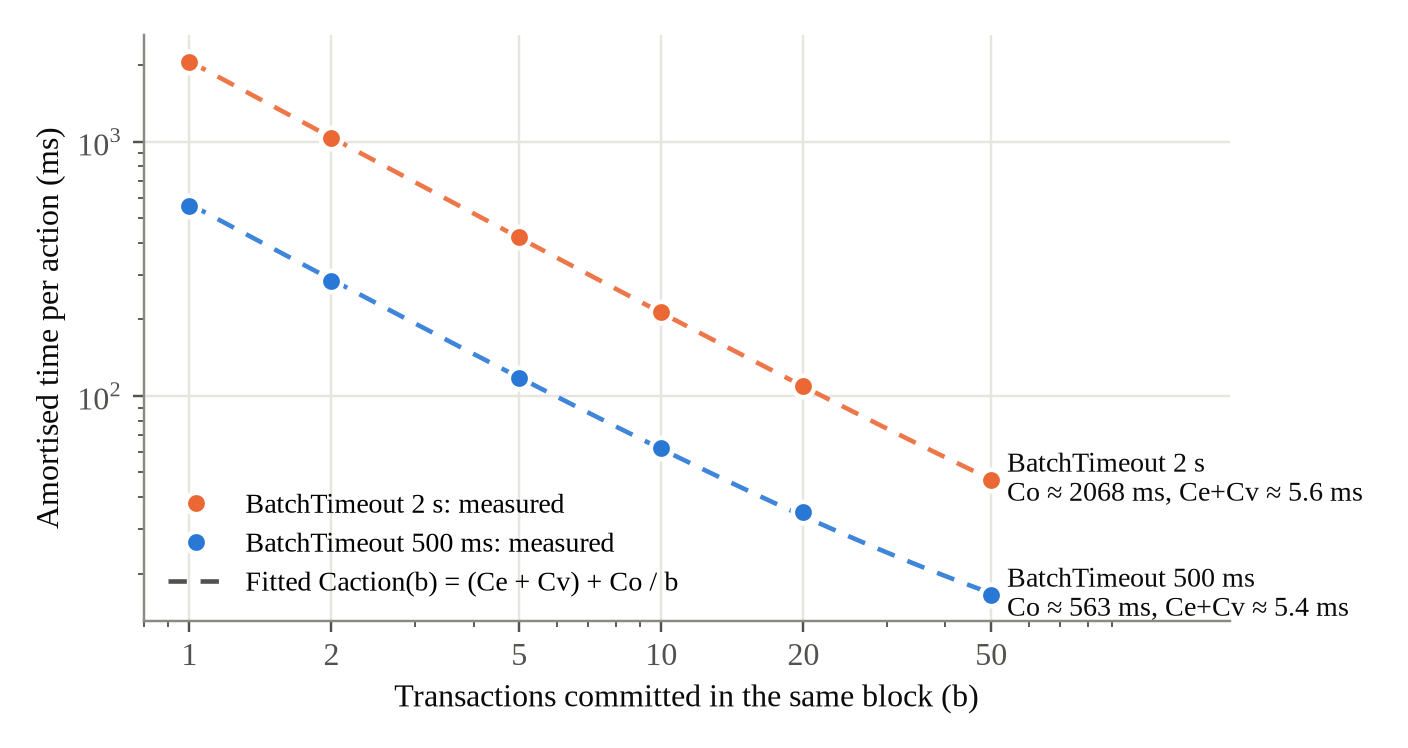 Amortised time per action (ms)
10³
10²
BatchTimeout 2 s
Co ≈ 2068 ms, Ce+Cv ≈ 5.6 ms
BatchTimeout 2 s: measured
BatchTimeout 500 ms: measured
Fitted Caction(b) = (Ce + Cv) + Co / b
BatchTimeout 500 ms
Co ≈ 563 ms, Ce+Cv ≈ 5.4 ms
1 2 5 10 20 50
Transactions committed in the same block (b)